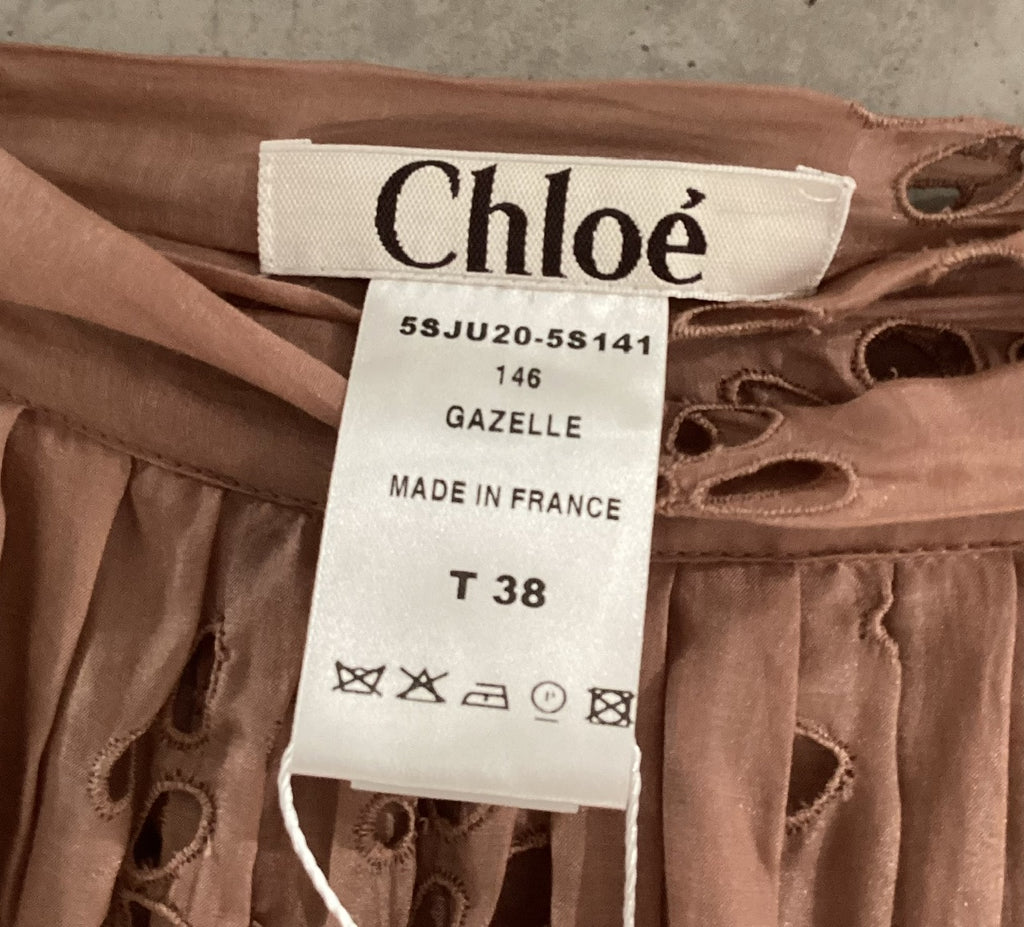 Chloé
5SJU20-5S141
146
GAZELLE
MADE IN FRANCE
T 38
P